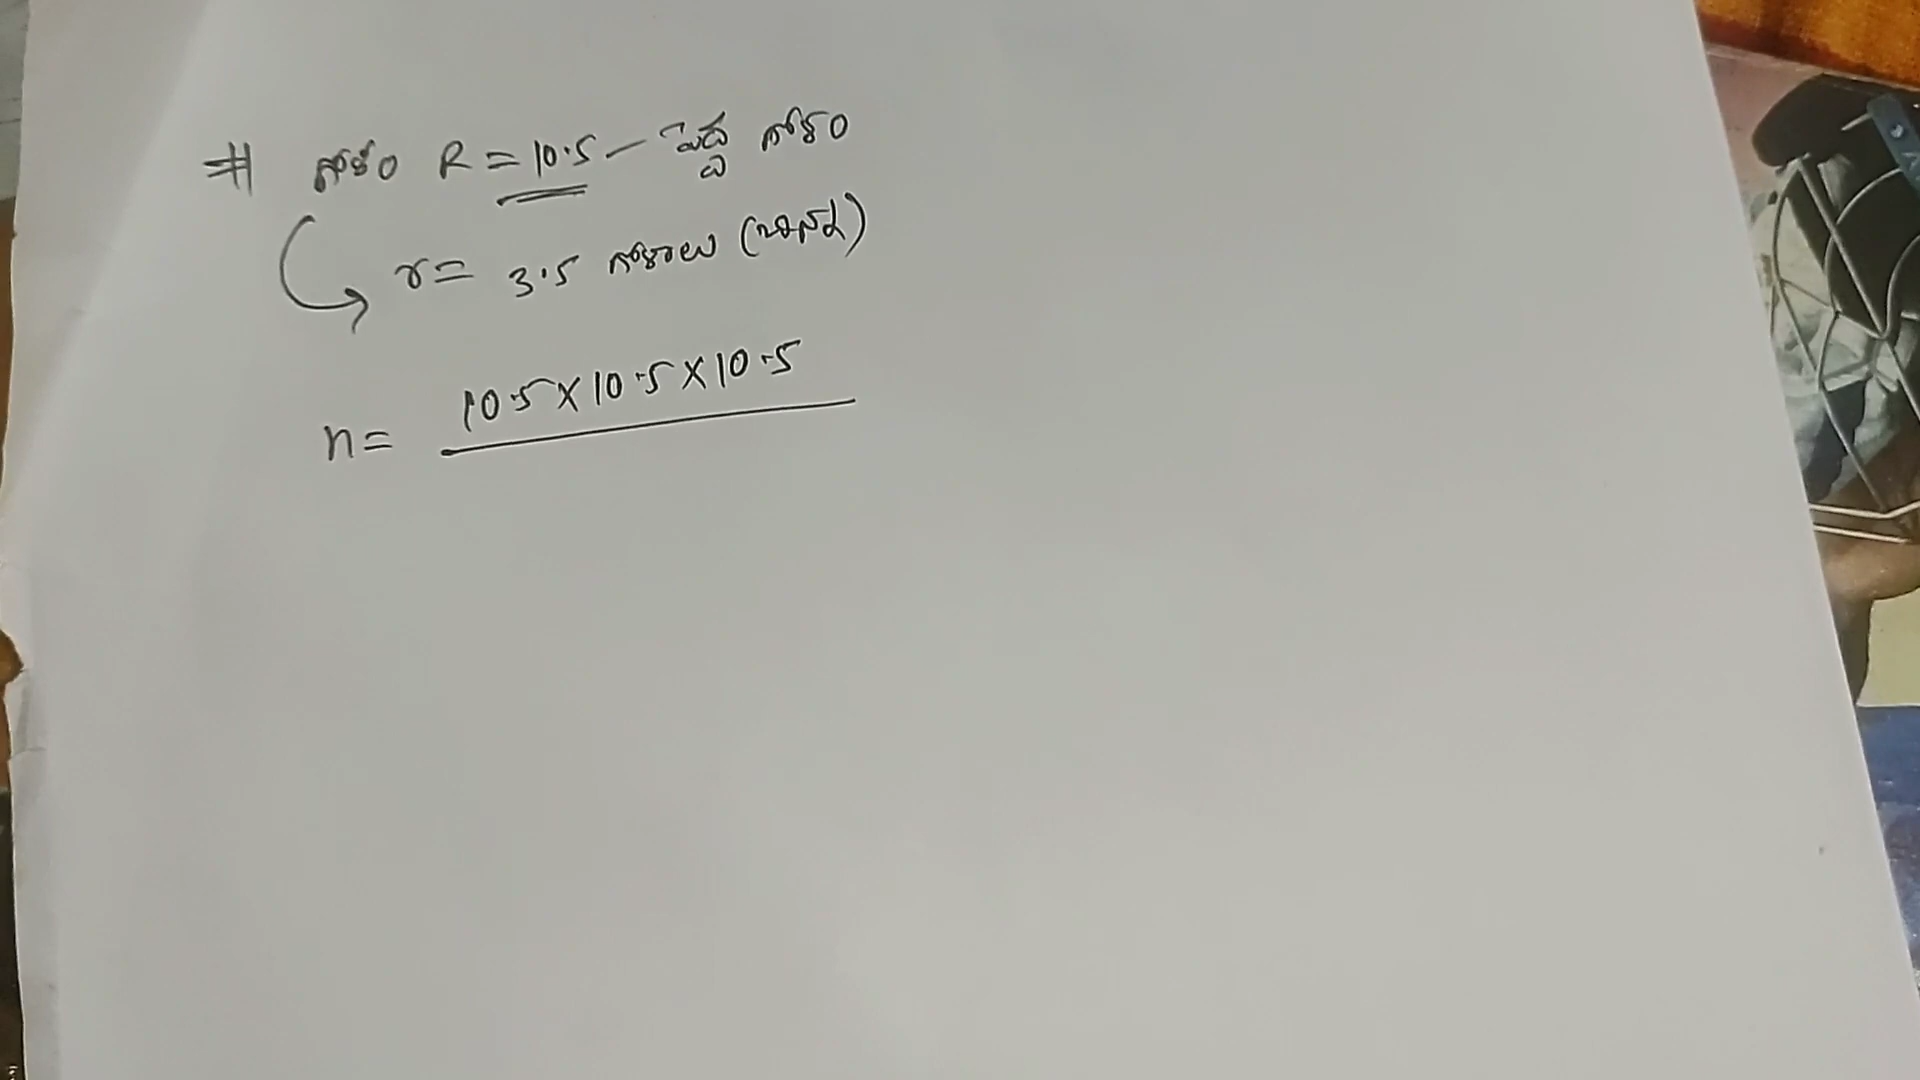 # గోళం R = 10.5 – పెద్ద గోళం
r = 3.5 గోళాలు
n = 10.5 × 10.5 × 10.5